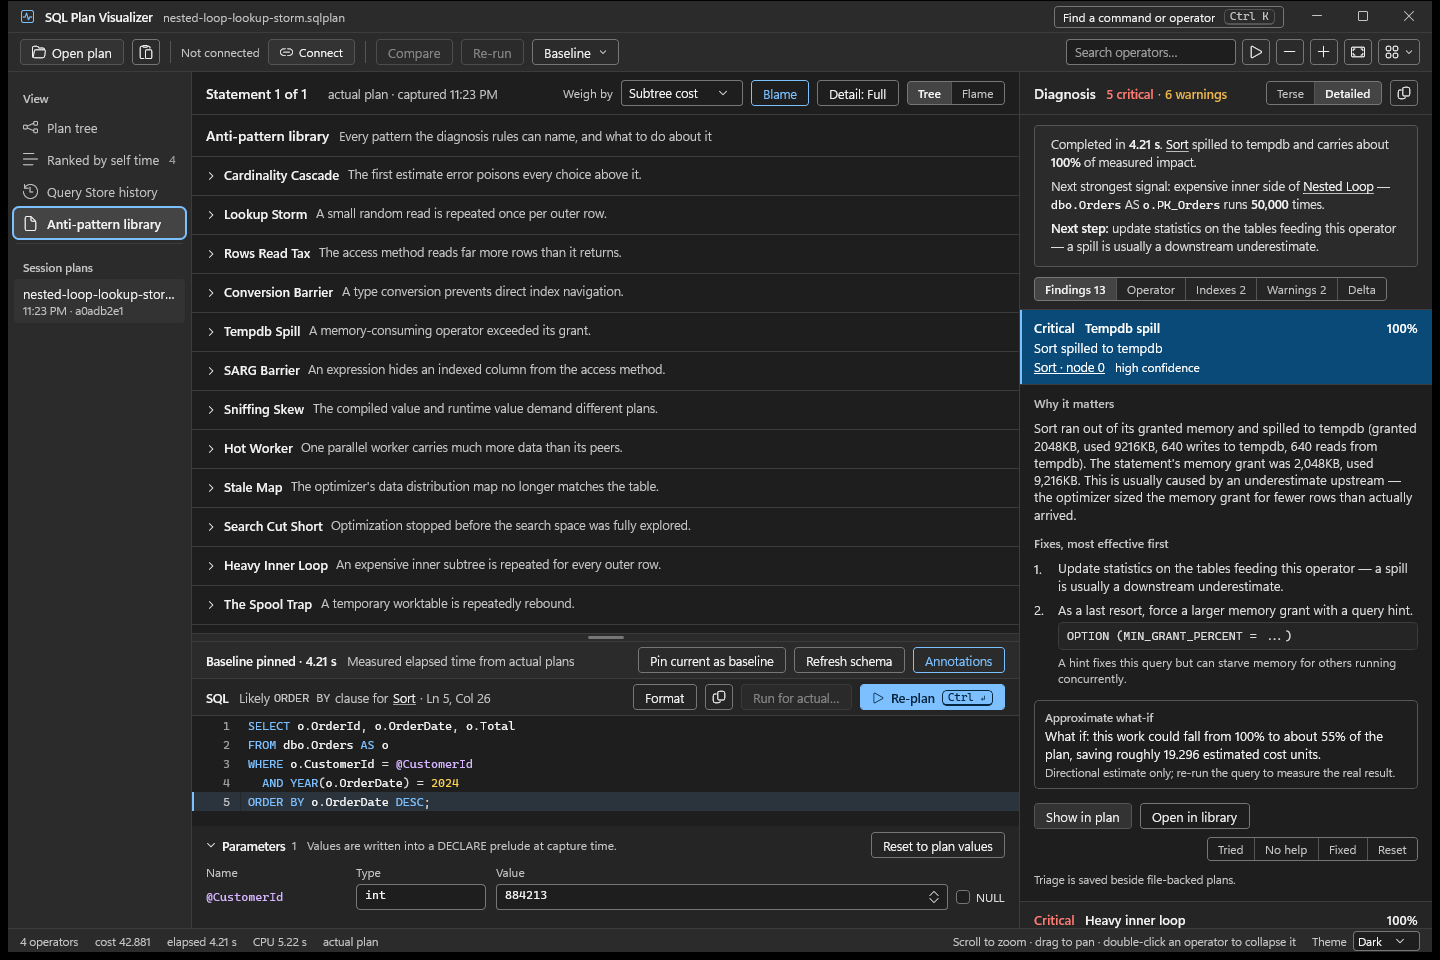 SQL Plan Visualizer nested-loop-lookup-storm.sqlplan
Find a command or operator Ctrl K
Open plan
Not connected Connect
Compare Re-run Baseline
Search operators...
View
Plan tree
Ranked by self time 4
Query Store history
Anti-pattern library
Session plans
nested-loop-lookup-stor...
11:23 PM · a0adb2e1
Statement 1 of 1 actual plan · captured 11:23 PM
Weigh by Subtree cost Blame Detail: Full Tree Flame
Anti-pattern library Every pattern the diagnosis rules can name, and what to do about it
Cardinality Cascade The first estimate error poisons every choice above it.
Lookup Storm A small random read is repeated once per outer row.
Rows Read Tax The access method reads far more rows than it returns.
Conversion Barrier A type conversion prevents direct index navigation.
Tempdb Spill A memory-consuming operator exceeded its grant.
SARG Barrier An expression hides an indexed column from the access method.
Sniffing Skew The compiled value and runtime value demand different plans.
Hot Worker One parallel worker carries much more data than its peers.
Stale Map The optimizer's data distribution map no longer matches the table.
Search Cut Short Optimization stopped before the search space was fully explored.
Heavy Inner Loop An expensive inner subtree is repeated for every outer row.
The Spool Trap A temporary worktable is repeatedly rebound.
Baseline pinned · 4.21 s Measured elapsed time from actual plans
Pin current as baseline Refresh schema Annotations
SQL Likely ORDER BY clause for Sort · Ln 5, Col 26
Format Run for actual... Re-plan Ctrl ↵
1 SELECT o.OrderId, o.OrderDate, o.Total
2 FROM dbo.Orders AS o
3 WHERE o.CustomerId = @CustomerId
4 AND YEAR(o.OrderDate) = 2024
5 ORDER BY o.OrderDate DESC;
Parameters 1 Values are written into a DECLARE prelude at capture time.
Reset to plan values
Name Type Value
@CustomerId int 884213 NULL
Diagnosis 5 critical · 6 warnings
Terse Detailed
Completed in 4.21 s. Sort spilled to tempdb and carries about
100% of measured impact.
Next strongest signal: expensive inner side of Nested Loop —
dbo.Orders AS o.PK_Orders runs 50,000 times.
Next step: update statistics on the tables feeding this operator
— a spill is usually a downstream underestimate.
Findings 13 Operator Indexes 2 Warnings 2 Delta
Critical Tempdb spill 100%
Sort spilled to tempdb
Sort · node 0 high confidence
Why it matters
Sort ran out of its granted memory and spilled to tempdb (granted
2048KB, used 9216KB, 640 writes to tempdb, 640 reads from
tempdb). The statement's memory grant was 2,048KB, used
9,216KB. This is usually caused by an underestimate upstream —
the optimizer sized the memory grant for fewer rows than actually
arrived.
Fixes, most effective first
1. Update statistics on the tables feeding this operator — a spill
is usually a downstream underestimate.
2. As a last resort, force a larger memory grant with a query hint.
OPTION (MIN_GRANT_PERCENT = ...)
A hint fixes this query but can starve memory for others running
concurrently.
Approximate what-if
What if: this work could fall from 100% to about 55% of the
plan, saving roughly 19.296 estimated cost units.
Directional estimate only; re-run the query to measure the real result.
Show in plan Open in library
Tried No help Fixed Reset
Triage is saved beside file-backed plans.
Critical Heavy inner loop 100%
4 operators cost 42.881 elapsed 4.21 s CPU 5.22 s actual plan
Scroll to zoom · drag to pan · double-click an operator to collapse it Theme Dark